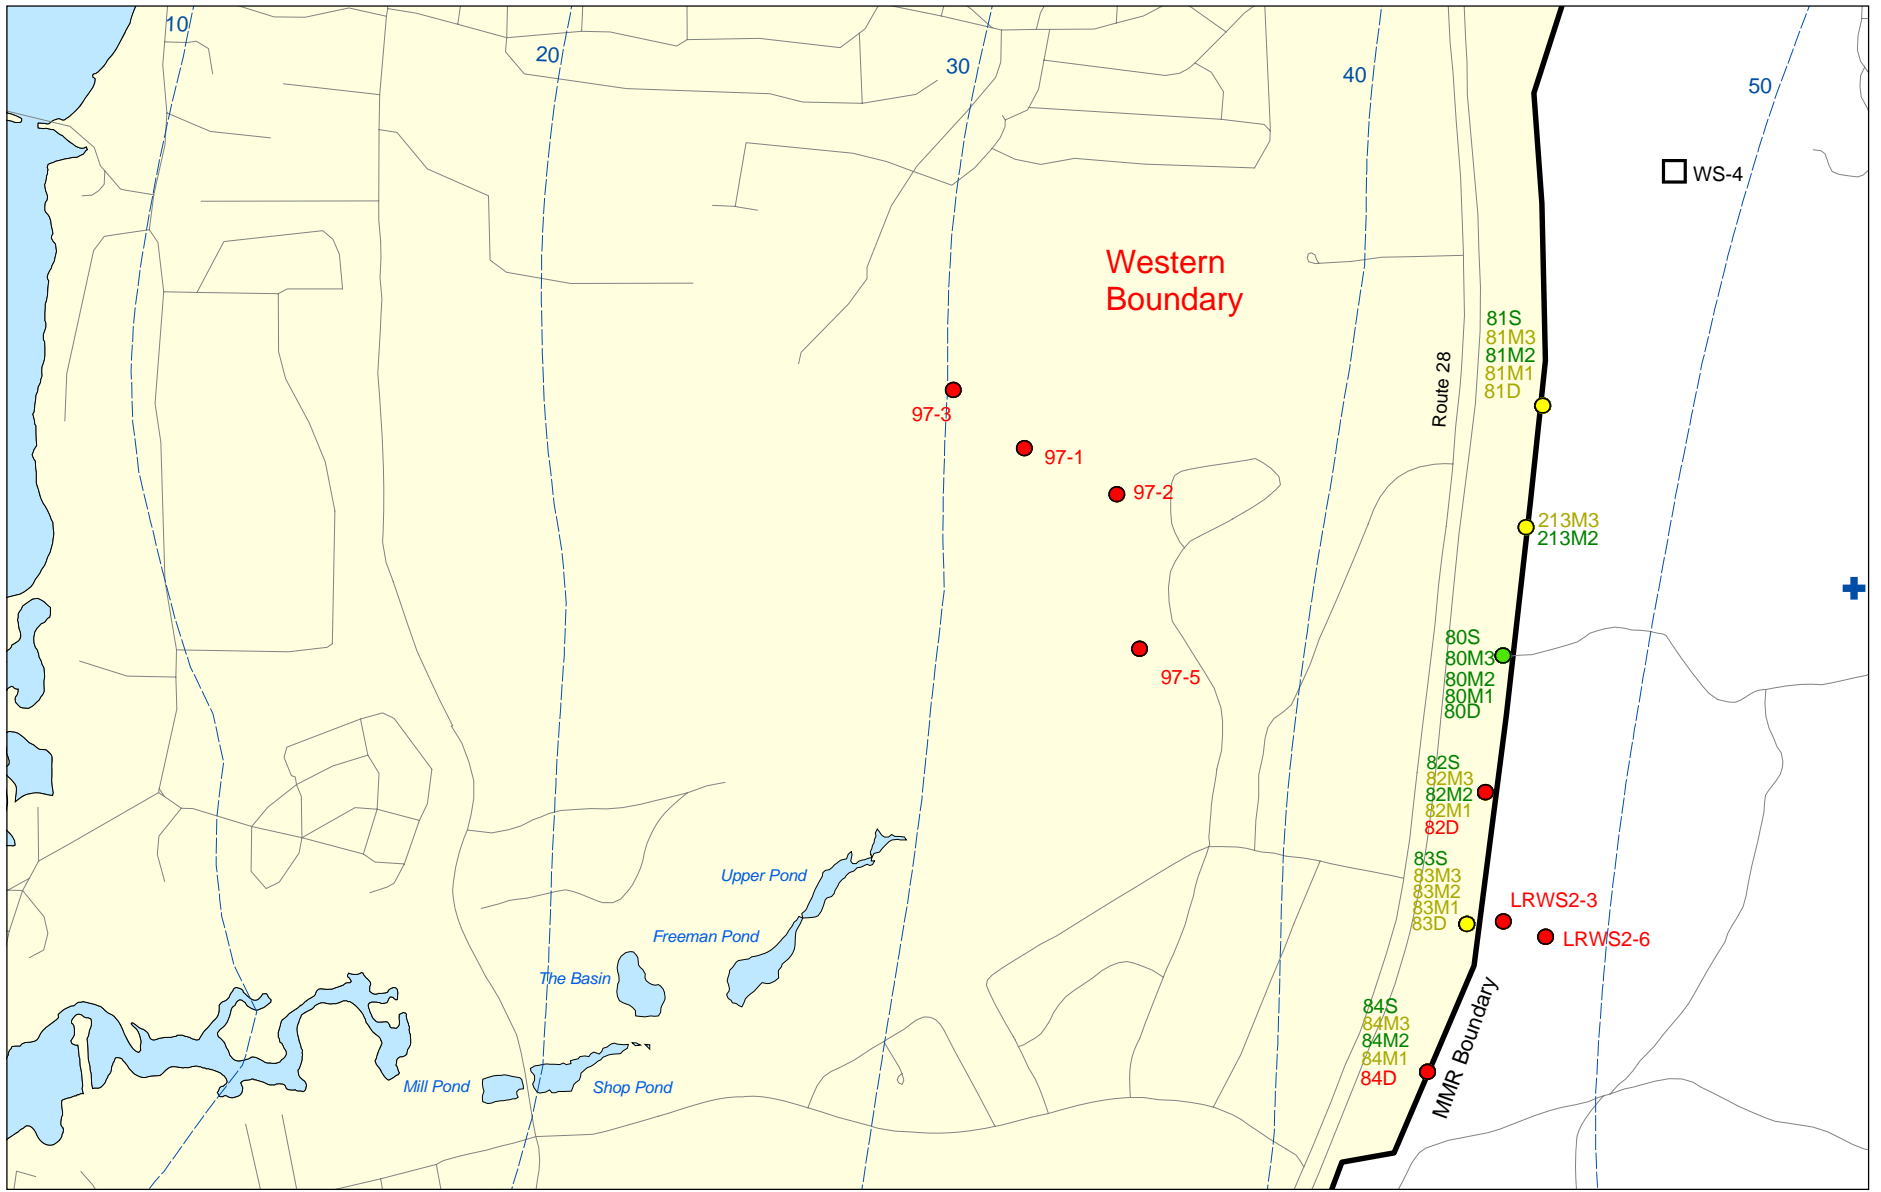 10
20
30
40
50
WS-4
Western
Boundary
81S
81M3
81M2
81M1
81D
Route 28
97-3
97-1
97-2
213M3
213M2
80S
80M3
80M2
80M1
80D
97-5
82S
82M3
82M2
82M1
82D
83S
83M3
83M2
83M1
83D
LRWS2-3
LRWS2-6
Upper Pond
Freeman Pond
The Basin
84S
84M3
84M2
84M1
84D
MMR Boundary
Mill Pond
Shop Pond